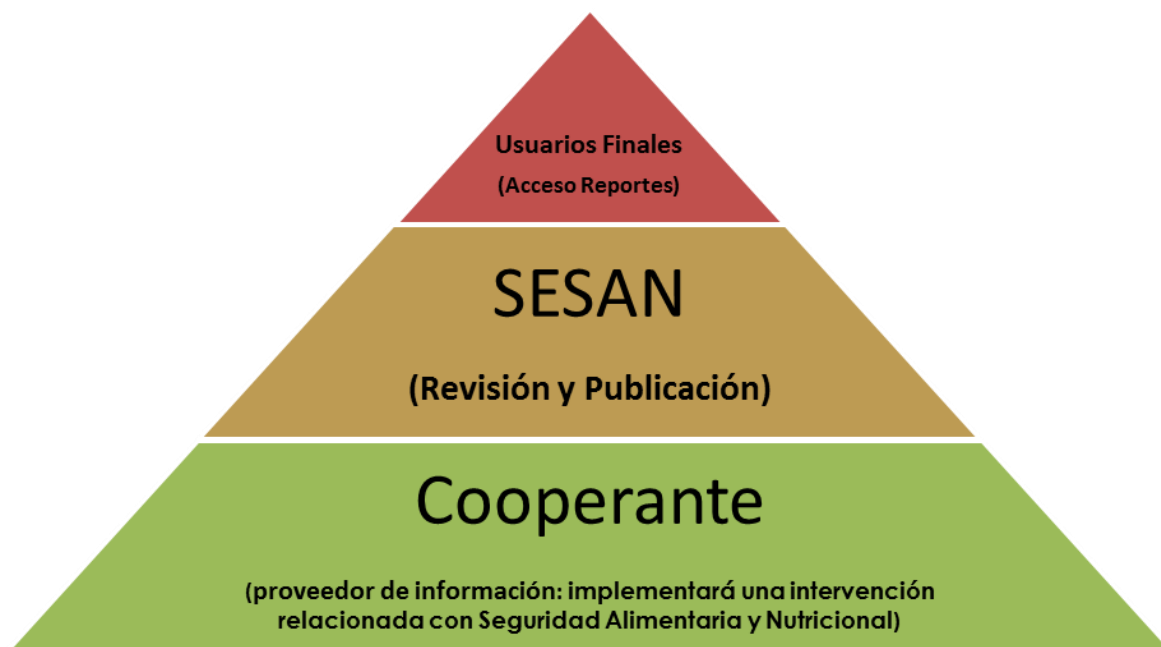 Usuarios Finales
(Acceso Reportes)
SESAN
(Revisión y Publicación)
Cooperante
(proveedor de información: implementará una intervención
relacionada con Seguridad Alimentaria y Nutricional)